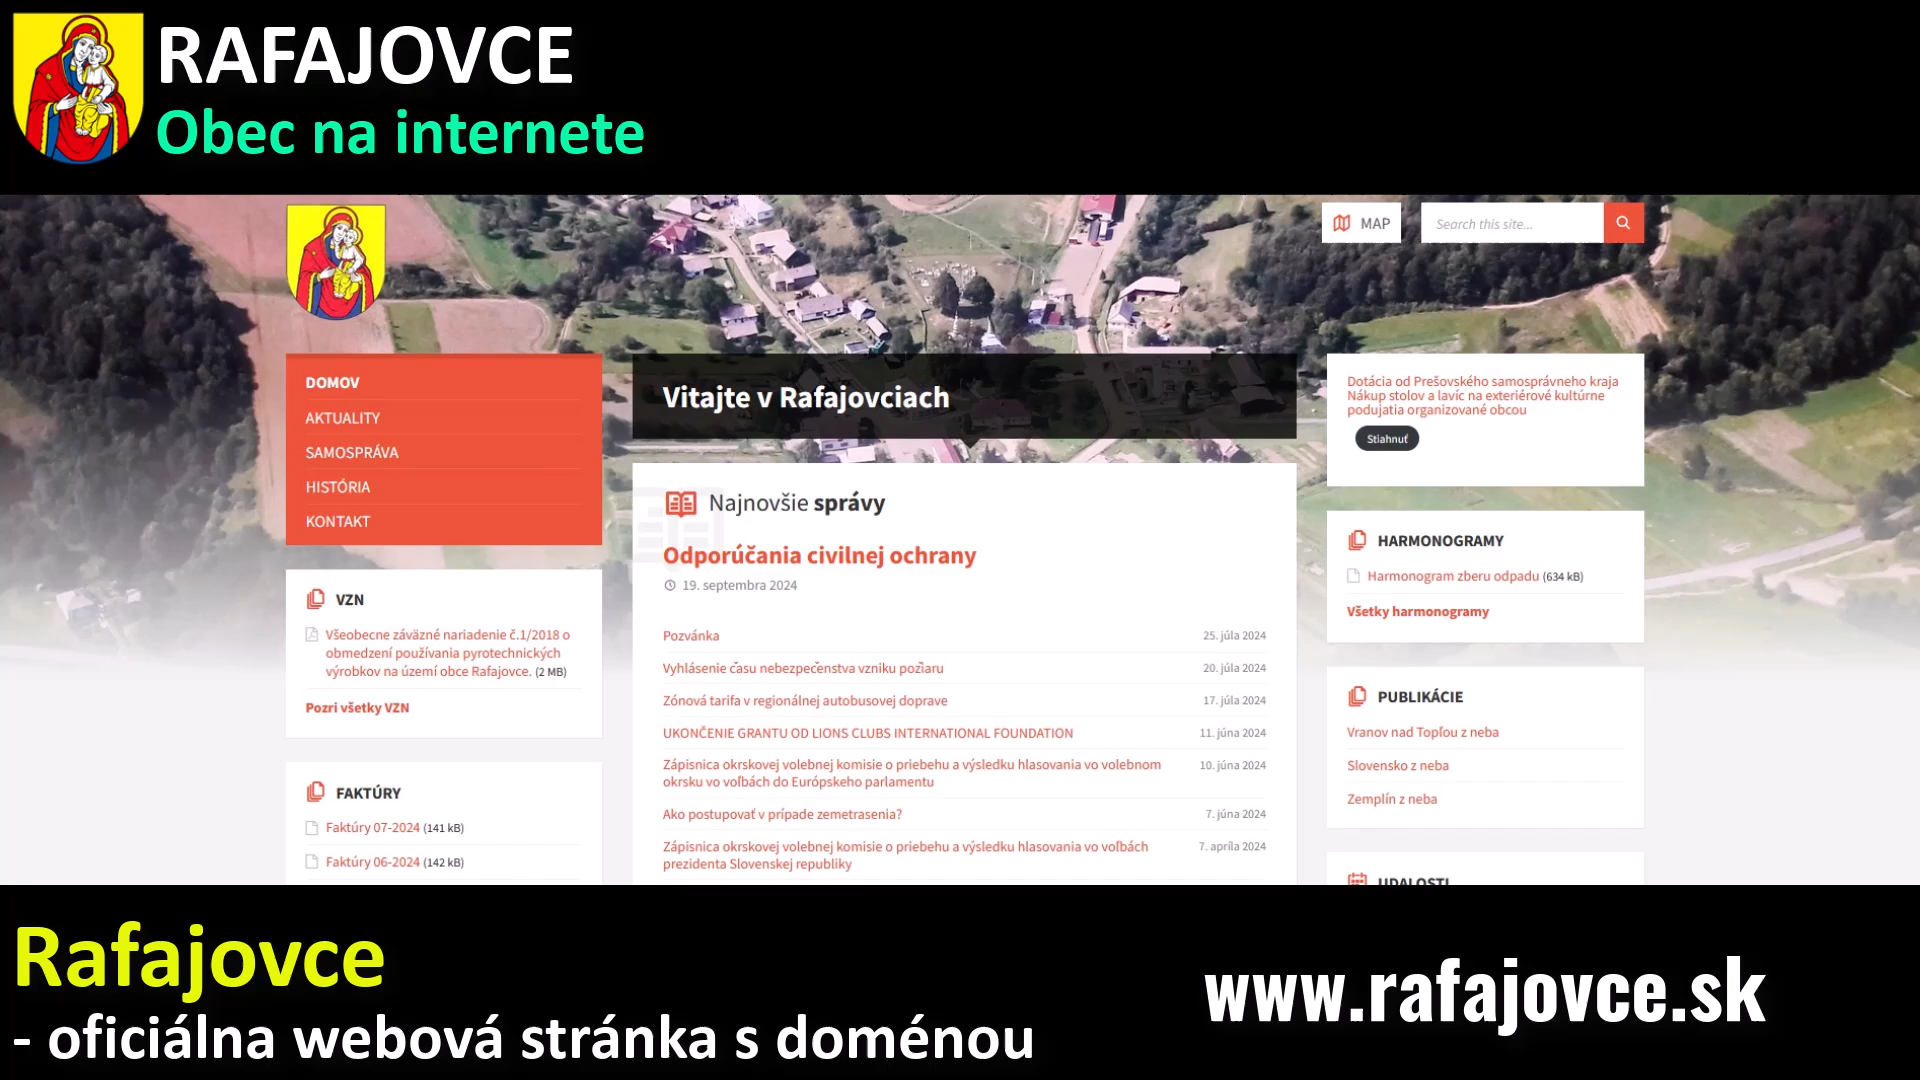 RAFAJOVCE
Obec na internete
MAP
Search this site...
DOMOV
AKTUALITY
SAMOSPRÁVA
HISTÓRIA
KONTAKT
VZN
Všeobecne záväzné nariadenie č.1/2018 o
obmedzení používania pyrotechnických
výrobkov na území obce Rafajovce. (2 MB)
Pozri všetky VZN
FAKTÚRY
Faktúry 07-2024 (141 kB)
Faktúry 06-2024 (142 kB)
Vitajte v Rafajovciach
Najnovšie správy
Odporúčania civilnej ochrany
19. septembra 2024
Pozvánka 25. júla 2024
Vyhlásenie času nebezpečenstva vzniku požiaru 20. júla 2024
Zónová tarifa v regionálnej autobusovej doprave 17. júla 2024
UKONČENIE GRANTU OD LIONS CLUBS INTERNATIONAL FOUNDATION 11. júna 2024
Zápisnica okrskovej volebnej komisie o priebehu a výsledku hlasovania vo volebnom 10. júna 2024
okrsku vo voľbách do Európskeho parlamentu
Ako postupovať v prípade zemetrasenia? 7. júna 2024
Zápisnica okrskovej volebnej komisie o priebehu a výsledku hlasovania vo voľbách 7. apríla 2024
prezidenta Slovenskej republiky
Dotácia od Prešovského samosprávneho kraja
Nákup stolov a lavíc na exteriérové kultúrne
podujatia organizované obcou
Stiahnuť
HARMONOGRAMY
Harmonogram zberu odpadu (634 kB)
Všetky harmonogramy
PUBLIKÁCIE
Vranov nad Topľou z neba
Slovensko z neba
Zemplín z neba
UDALOSTI
Rafajovce
- oficiálna webová stránka s doménou
www.rafajovce.sk